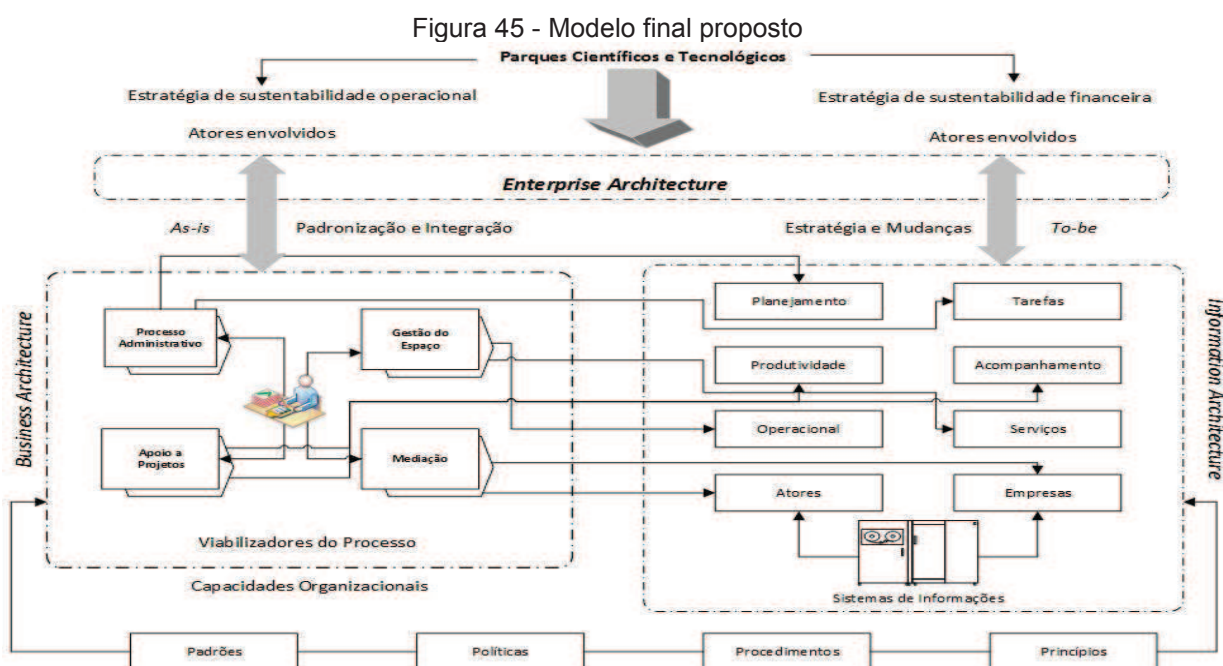 Figura 45 - Modelo final proposto
Parques Científicos e Tecnológicos
Estratégia de sustentabilidade operacional
Estratégia de sustentabilidade financeira
Atores envolvidos
Atores envolvidos
Enterprise Architecture
As-is
Padronização e Integração
Estratégia e Mudanças
To-be
Business Architecture
Information Architecture
Processo
Administrativo
Gestão do
Espaço
Planejamento
Tarefas
Produtividade
Acompanhamento
Apoio a
Projetos
Mediação
Operacional
Serviços
Atores
Empresas
Viabilizadores do Processo
Sistemas de Informações
Capacidades Organizacionais
Padrões
Políticas
Procedimentos
Princípios